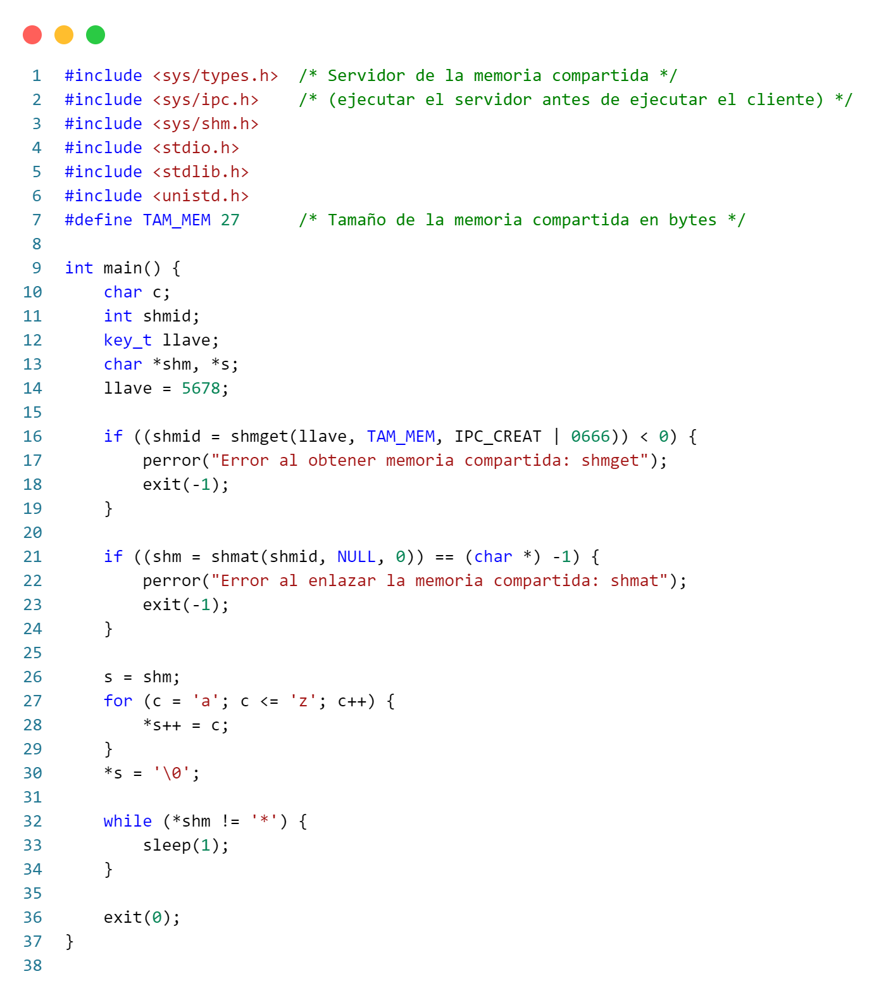 1 #include <sys/types.h>  /* Servidor de la memoria compartida */
2 #include <sys/ipc.h>    /* (ejecutar el servidor antes de ejecutar el cliente) */
3 #include <sys/shm.h>
4 #include <stdio.h>
5 #include <stdlib.h>
6 #include <unistd.h>
7 #define TAM_MEM 27      /* Tamaño de la memoria compartida en bytes */
8
9 int main() {
10     char c;
11     int shmid;
12     key_t llave;
13     char *shm, *s;
14     llave = 5678;
15
16     if ((shmid = shmget(llave, TAM_MEM, IPC_CREAT | 0666)) < 0) {
17         perror("Error al obtener memoria compartida: shmget");
18         exit(-1);
19     }
20
21     if ((shm = shmat(shmid, NULL, 0)) == (char *) -1) {
22         perror("Error al enlazar la memoria compartida: shmat");
23         exit(-1);
24     }
25
26     s = shm;
27     for (c = 'a'; c <= 'z'; c++) {
28         *s++ = c;
29     }
30     *s = '\0';
31
32     while (*shm != '*') {
33         sleep(1);
34     }
35
36     exit(0);
37 }
38